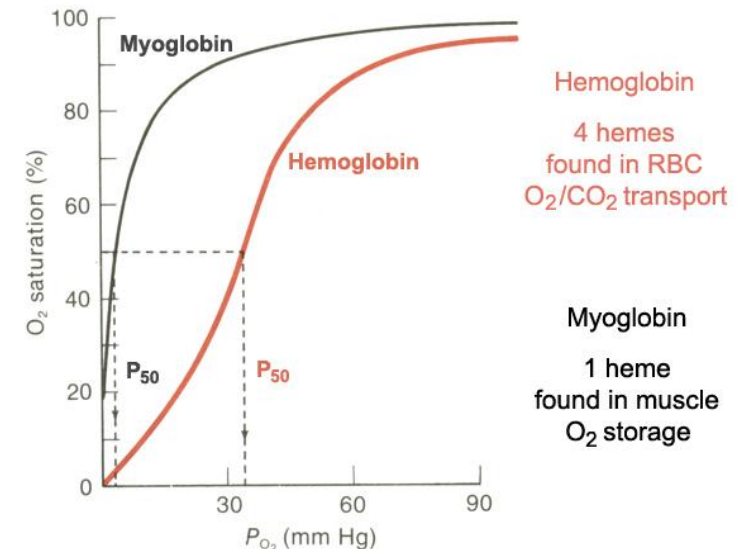 100
80
60
40
20
0
O₂ saturation (%)
Myoglobin
Hemoglobin
P₅₀
P₅₀
30
60
90
P_O₂ (mm Hg)
Hemoglobin
4 hemes
found in RBC
O₂/CO₂ transport
Myoglobin
1 heme
found in muscle
O₂ storage